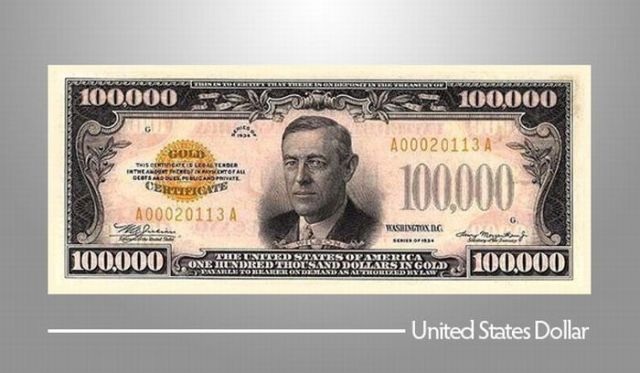 THIS IS TO CERTIFY THAT THERE IS ON DEPOSIT IN THE TREASURY OF
100,000
100,000
G
SERIES OF
1934
A00020113A
GOLD
THIS CERTIFICATE IS LEGAL TENDER
IN THE AMOUNT THEREOF IN PAYMENT OF ALL
DEBTS AND DUES, PUBLIC AND PRIVATE.
CERTIFICATE
100,000
A00020113A
G
WASHINGTON, D.C.
SERIES OF 1934
Secretary of the Treasury
100,000
THE UNITED STATES OF AMERICA
ONE HUNDRED THOUSAND DOLLARS IN GOLD
PAYABLE TO BEARER ON DEMAND AS AUTHORIZED BY LAW
100,000
United States Dollar